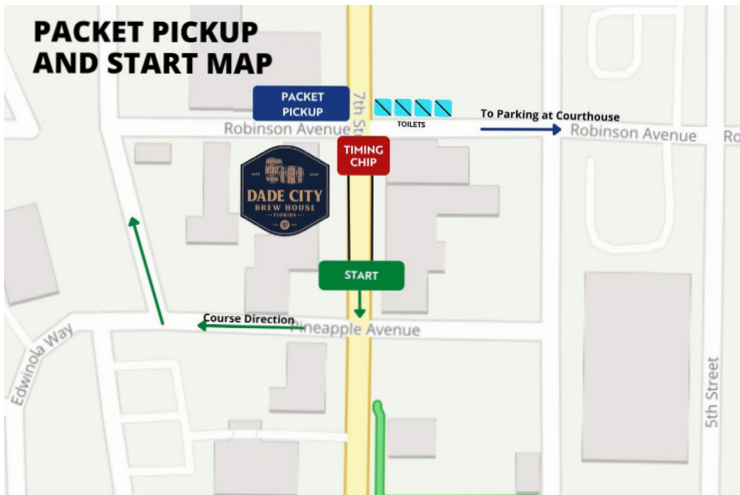 PACKET PICKUP
AND START MAP
PACKET
PICKUP
7th St
TOILETS
To Parking at Courthouse
Robinson Avenue
Robinson Avenue
Ro
TIMING
CHIP
DADE CITY
BREW HOUSE
FLORIDA
START
Course Direction
Pineapple Avenue
Edwinola Way
5th Street